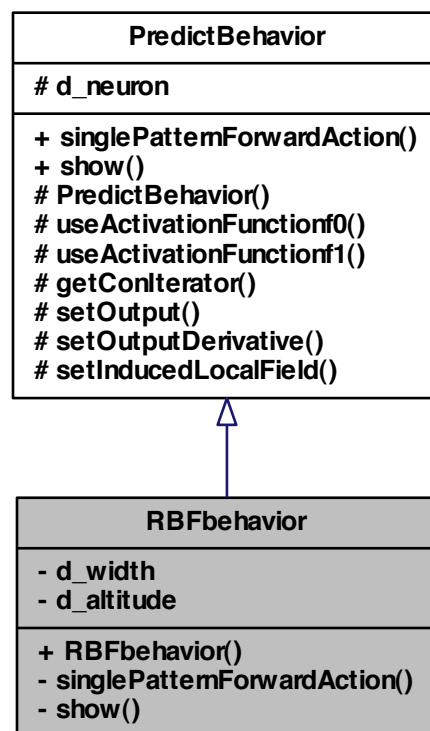 PredictBehavior
# d_neuron
+ singlePatternForwardAction()
+ show()
# PredictBehavior()
# useActivationFunctionf0()
# useActivationFunctionf1()
# getConIterator()
# setOutput()
# setOutputDerivative()
# setInducedLocalField()
RBFbehavior
- d_width
- d_altitude
+ RBFbehavior()
- singlePatternForwardAction()
- show()